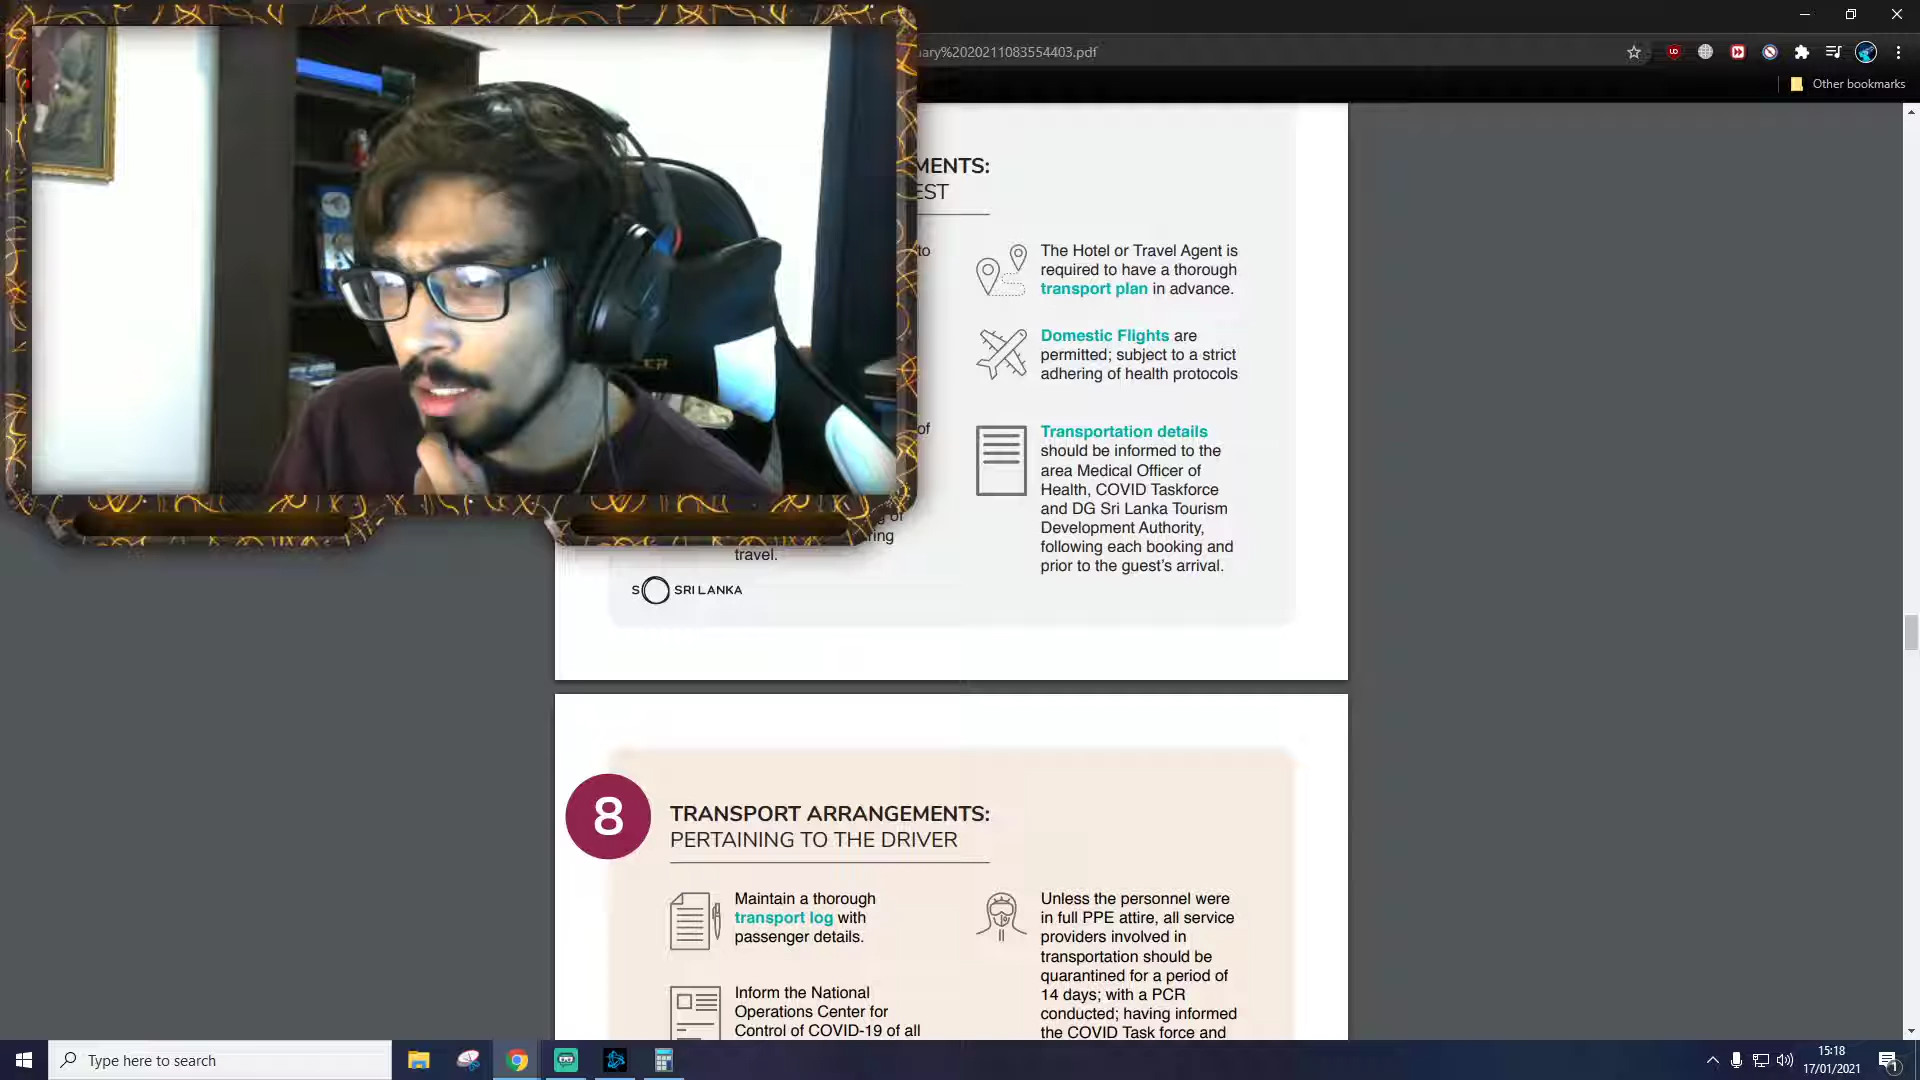 ary%2020211083554403.pdf
Other bookmarks
MENTS:
EST
to
The Hotel or Travel Agent is
required to have a thorough
transport plan in advance.
Domestic Flights are
permitted; subject to a strict
adhering of health protocols
of
Transportation details
should be informed to the
area Medical Officer of
Health, COVID Taskforce
and DG Sri Lanka Tourism
Development Authority,
following each booking and
prior to the guest's arrival.
of
ring
travel.
SO SRI LANKA
8
TRANSPORT ARRANGEMENTS:
PERTAINING TO THE DRIVER
Maintain a thorough
transport log with
passenger details.
Inform the National
Operations Center for
Control of COVID-19 of all
Unless the personnel were
in full PPE attire, all service
providers involved in
transportation should be
quarantined for a period of
14 days; with a PCR
conducted; having informed
the COVID Task force and
Type here to search
15:18
17/01/2021
1